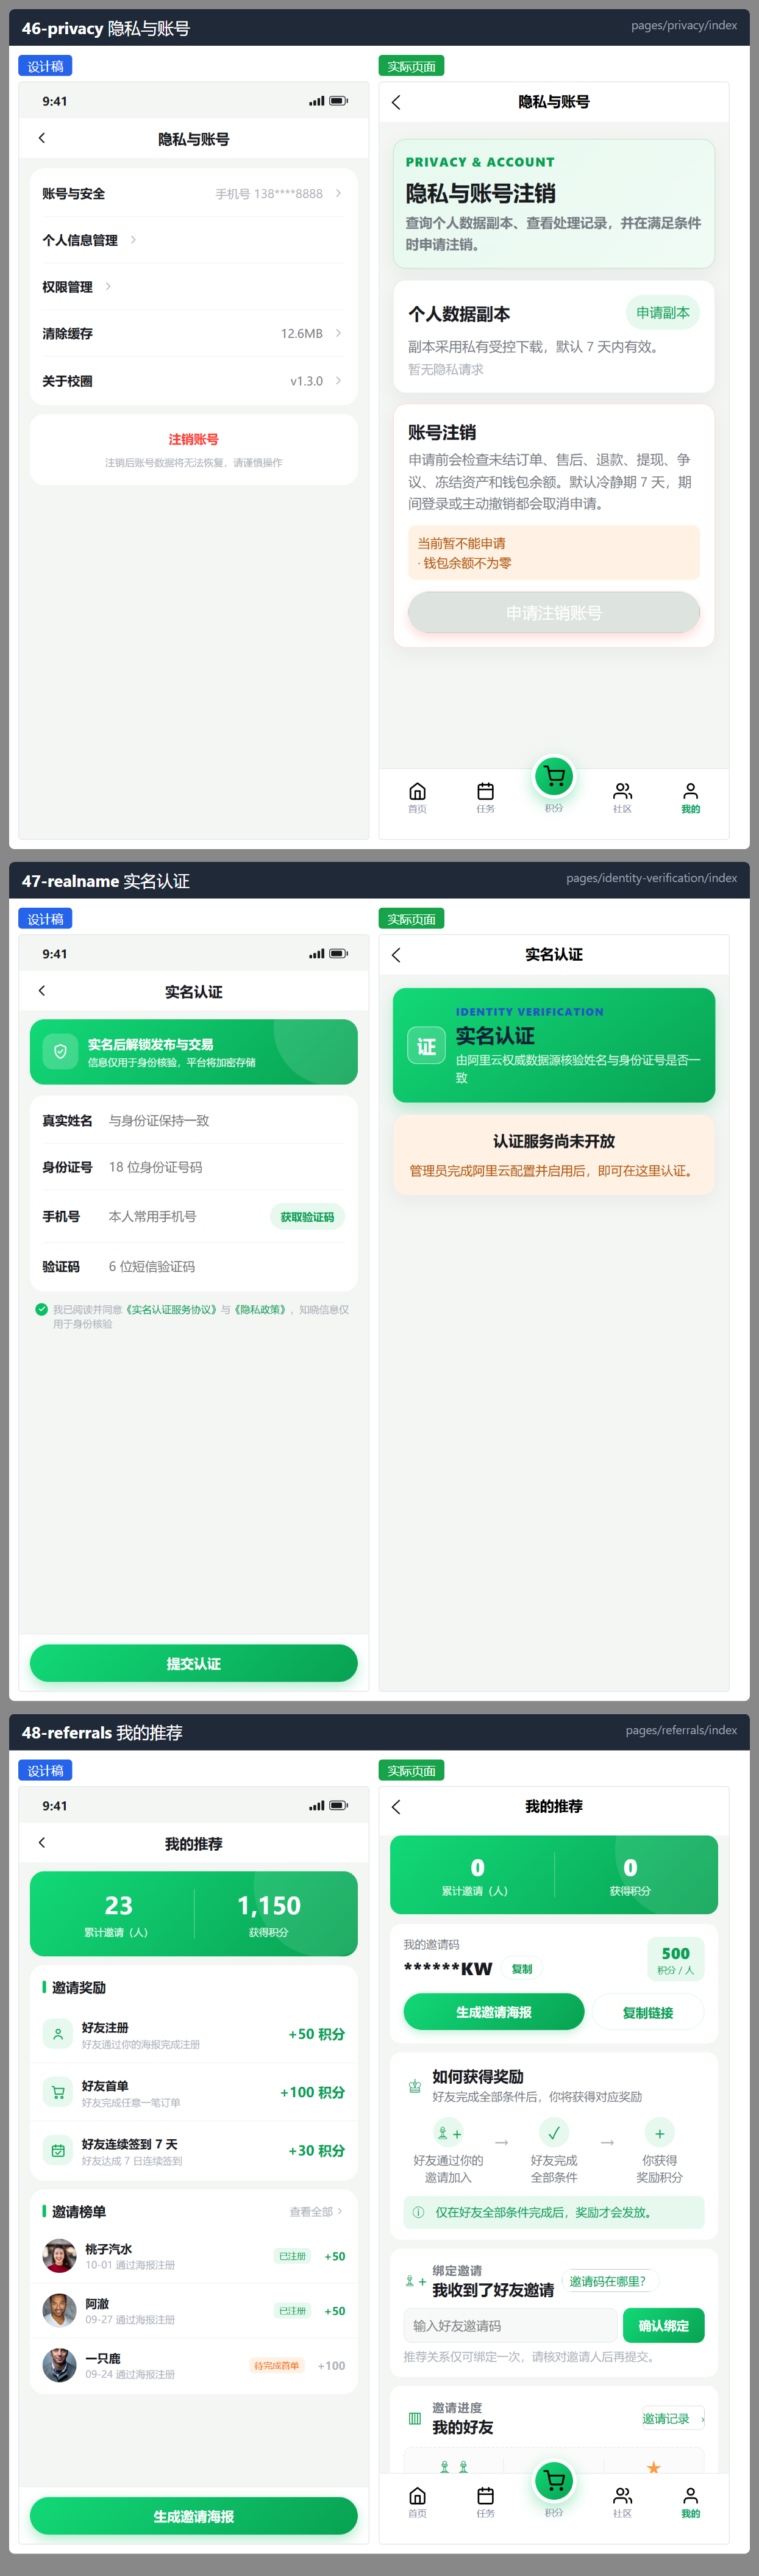 46-privacy 隐私与账号
pages/privacy/index
设计稿
9:41
隐私与账号
账号与安全 手机号 138****8888
个人信息管理
权限管理
清除缓存 12.6MB
关于校圈 v1.3.0
注销账号
注销后账号数据将无法恢复，请谨慎操作
实际页面
隐私与账号
PRIVACY & ACCOUNT
隐私与账号注销
查询个人数据副本、查看处理记录，并在满足条件
时申请注销。
个人数据副本 申请副本
副本采用私有受控下载，默认 7 天内有效。
暂无隐私请求
账号注销
申请前会检查未结订单、售后、退款、提现、争
议、冻结资产和钱包余额。默认冷静期 7 天，期
间登录或主动撤销都会取消申请。
当前暂不能申请
· 钱包余额不为零
申请注销账号
首页 任务 积分 社区 我的
47-realname 实名认证
pages/identity-verification/index
设计稿
9:41
实名认证
实名后解锁发布与交易
信息仅用于身份核验，平台将加密存储
真实姓名 与身份证保持一致
身份证号 18 位身份证号码
手机号 本人常用手机号 获取验证码
验证码 6 位短信验证码
我已阅读并同意《实名认证服务协议》与《隐私政策》，知晓信息仅
用于身份核验
提交认证
实际页面
实名认证
证
IDENTITY VERIFICATION
实名认证
由阿里云权威数据源核验姓名与身份证号是否一
致
认证服务尚未开放
管理员完成阿里云配置并启用后，即可在这里认证。
48-referrals 我的推荐
pages/referrals/index
设计稿
9:41
我的推荐
23 1,150
累计邀请（人） 获得积分
邀请奖励
好友注册
好友通过你的海报完成注册
+50 积分
好友首单
好友完成任意一笔订单
+100 积分
好友连续签到 7 天
好友达成 7 日连续签到
+30 积分
邀请榜单 查看全部
桃子汽水
10-01 通过海报注册
已注册 +50
阿澈
09-27 通过海报注册
已注册 +50
一只鹿
09-24 通过海报注册
待完成首单 +100
生成邀请海报
实际页面
我的推荐
0 0
累计邀请（人） 获得积分
我的邀请码
******KW 复制
500
积分 / 人
生成邀请海报 复制链接
如何获得奖励
好友完成全部条件后，你将获得对应奖励
好友通过你的
邀请加入
→
好友完成
全部条件
→
你获得
奖励积分
仅在好友全部条件完成后，奖励才会发放。
绑定邀请
我收到了好友邀请
邀请码在哪里？
输入好友邀请码 确认绑定
推荐关系仅可绑定一次，请核对邀请人后再提交。
邀请进度
我的好友
邀请记录 ›
首页 任务 积分 社区 我的